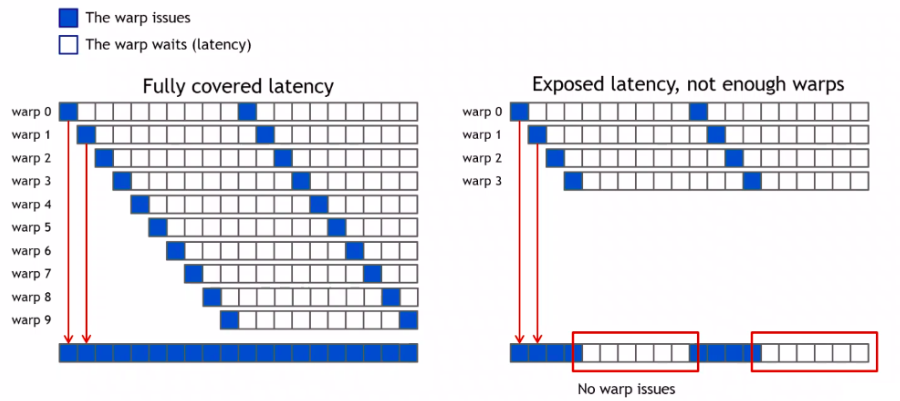 The warp issues
The warp waits (latency)
Fully covered latency
warp 0
warp 1
warp 2
warp 3
warp 4
warp 5
warp 6
warp 7
warp 8
warp 9
Exposed latency, not enough warps
warp 0
warp 1
warp 2
warp 3
No warp issues